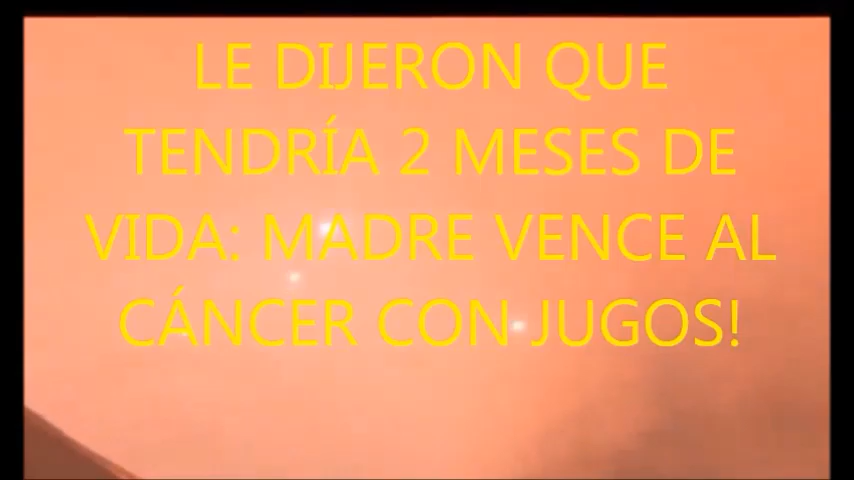 LE DIJERON QUE
TENDRÍA 2 MESES DE
VIDA: MADRE VENCE AL
CÁNCER CON JUGOS!